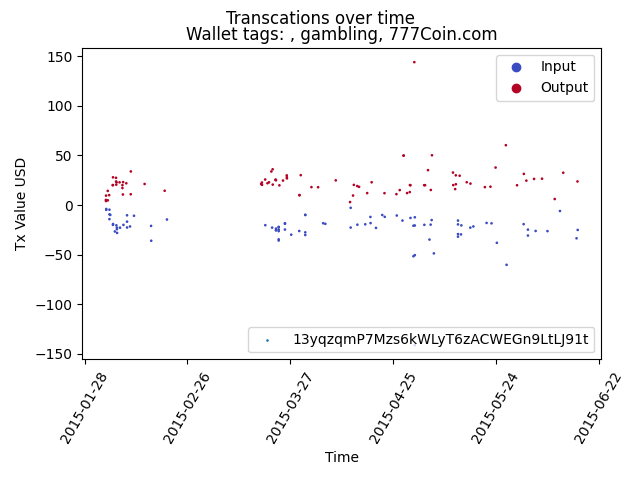 Transcations over time
Wallet tags: , gambling, 777Coin.com
Tx Value USD
150
100
50
0
−50
−100
−150
Input
Output
13yqzqmP7Mzs6kWLyT6zACWEGn9LtLJ91t
2015-01-28
2015-02-26
2015-03-27
2015-04-25
2015-05-24
2015-06-22
Time